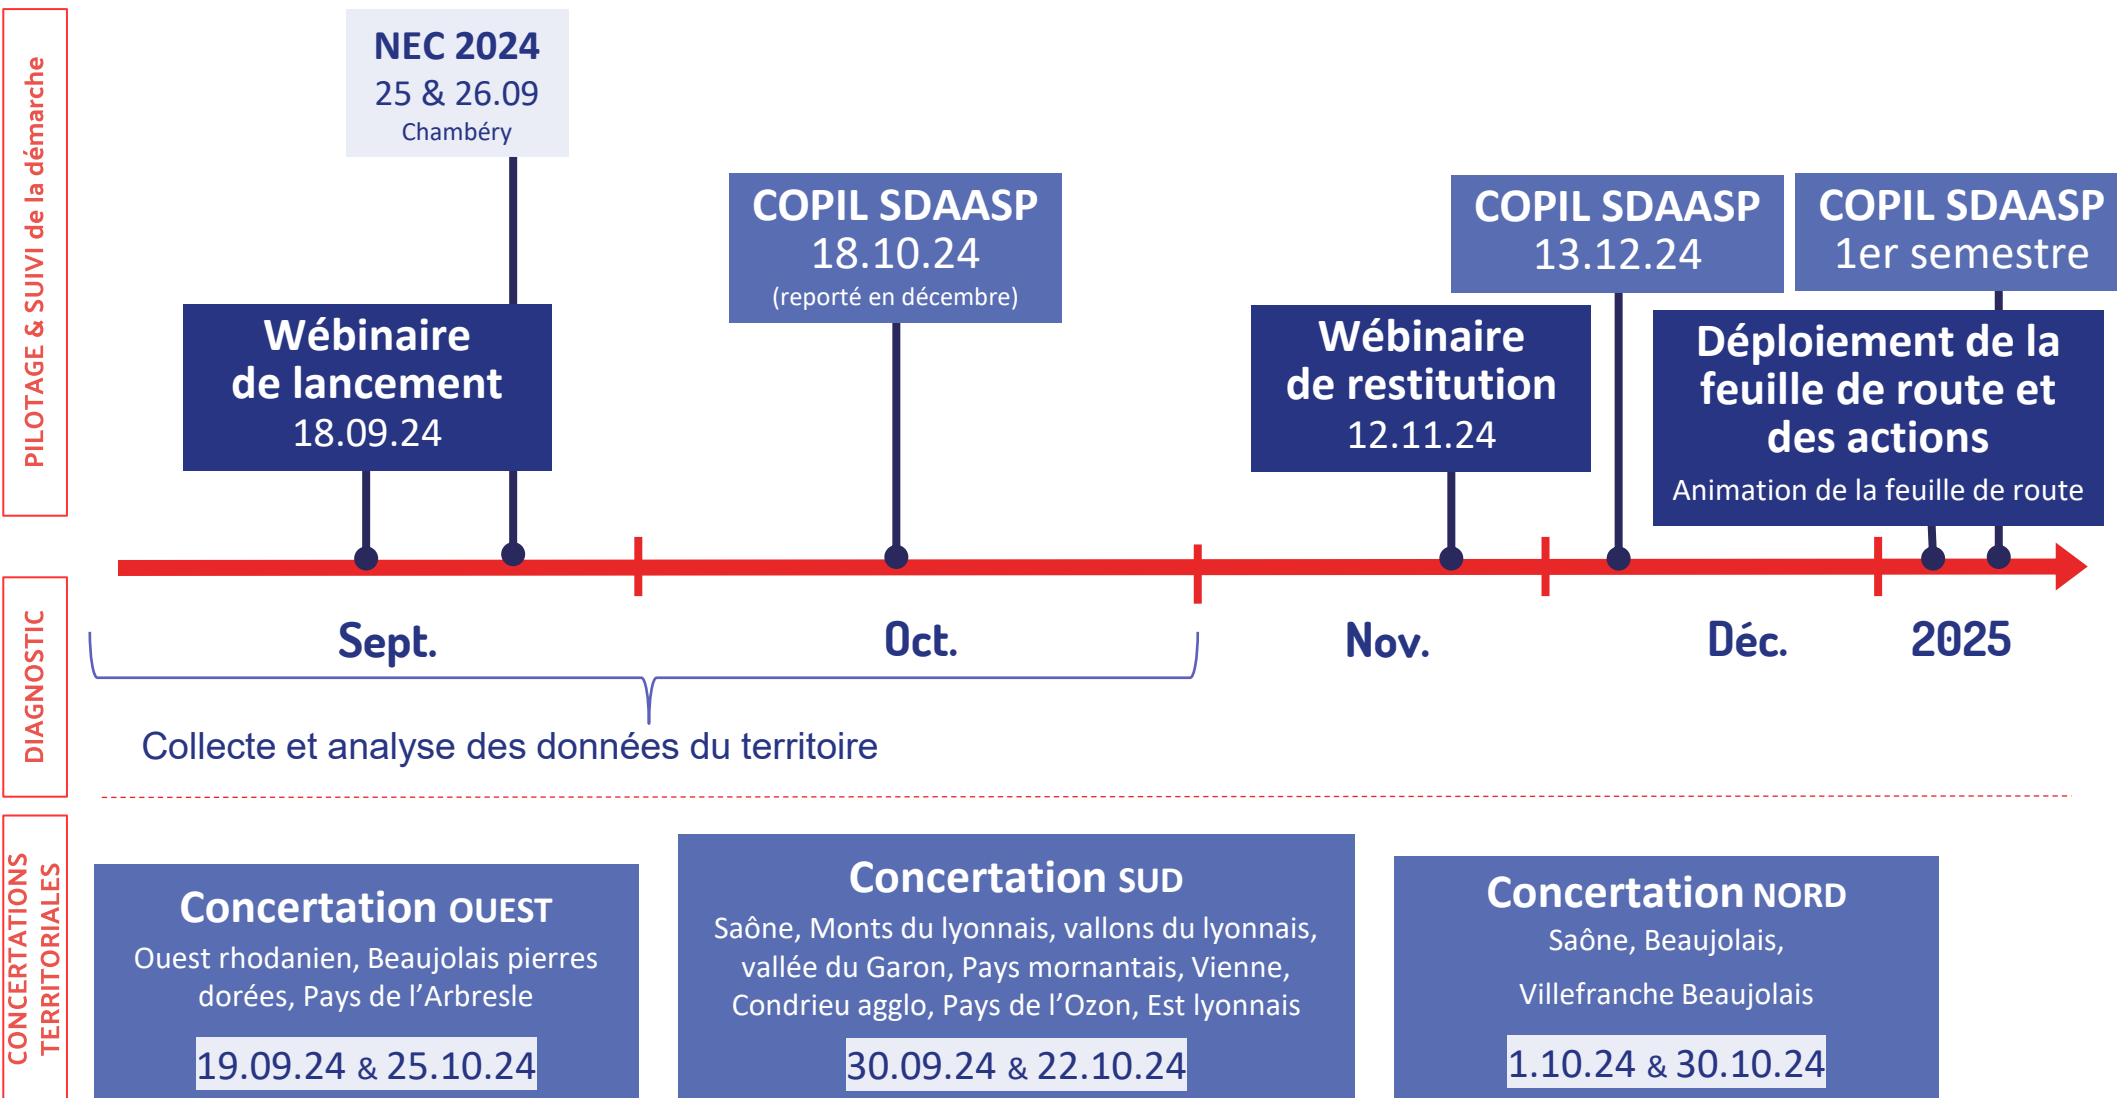 PILOTAGE & SUIVI de la démarche
NEC 2024
25 & 26.09
Chambéry
Wébinaire
de lancement
18.09.24
COPIL SDAASP
18.10.24
(reporté en décembre)
Wébinaire
de restitution
12.11.24
COPIL SDAASP
13.12.24
COPIL SDAASP
1er semestre
Déploiement de la
feuille de route et
des actions
Animation de la feuille de route
Sept.
Oct.
Nov.
Déc.
2025
DIAGNOSTIC
Collecte et analyse des données du territoire
CONCERTATIONS
TERRITORIALES
Concertation OUEST
Ouest rhodanien, Beaujolais pierres
dorées, Pays de l’Arbresle
19.09.24 & 25.10.24
Concertation SUD
Saône, Monts du lyonnais, vallons du lyonnais,
vallée du Garon, Pays mornantais, Vienne,
Condrieu agglo, Pays de l’Ozon, Est lyonnais
30.09.24 & 22.10.24
Concertation NORD
Saône, Beaujolais,
Villefranche Beaujolais
1.10.24 & 30.10.24